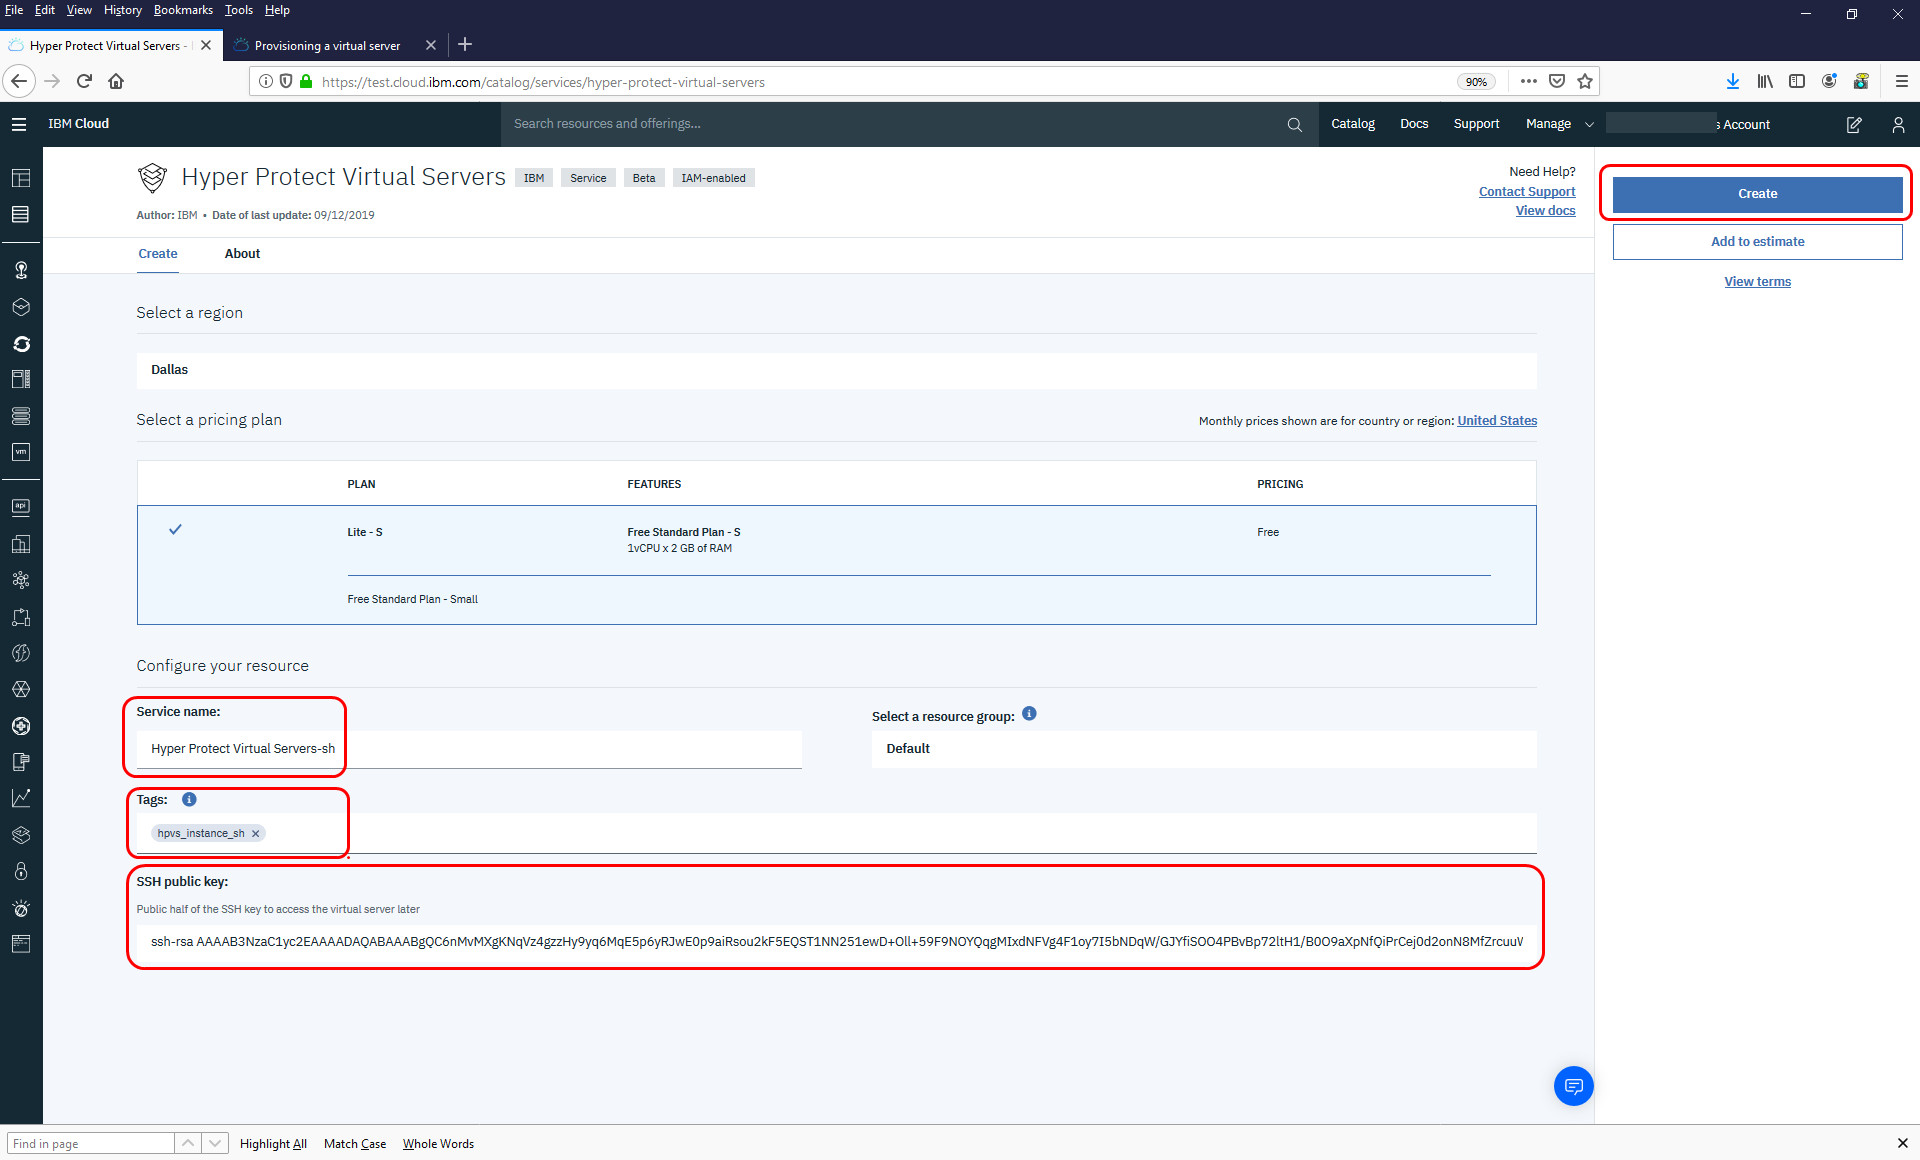 File Edit View History Bookmarks Tools Help
Hyper Protect Virtual Servers -
Provisioning a virtual server
https://test.cloud.ibm.com/catalog/services/hyper-protect-virtual-servers
90%
IBM Cloud
Search resources and offerings...
Catalog Docs Support Manage s Account
Hyper Protect Virtual Servers IBM Service Beta IAM-enabled
Author: IBM • Date of last update: 09/12/2019
Need Help?
Contact Support
View docs
Create
Add to estimate
View terms
Create About
Select a region
Dallas
Select a pricing plan
Monthly prices shown are for country or region: United States
PLAN FEATURES PRICING
Lite - S Free Standard Plan - S Free
1vCPU x 2 GB of RAM
Free Standard Plan - Small
Configure your resource
Service name:
Hyper Protect Virtual Servers-sh
Select a resource group:
Default
Tags:
hpvs_instance_sh
SSH public key:
Public half of the SSH key to access the virtual server later
ssh-rsa AAAAB3NzaC1yc2EAAAADAQABAAABgQC6nMvMXgKNqVz4gzzHy9yq6MqE5p6yRJwE0p9aiRsou2kF5EQST1NN251ewD+Oll+59F9NOYQqgMIxdNFVg4F1oy7I5bNDqW/GJYfiSOO4PBvBp72ltH1/B0O9aXpNfQiPrCej0d2onN8MfZrcuuW
vm
api
Find in page Highlight All Match Case Whole Words